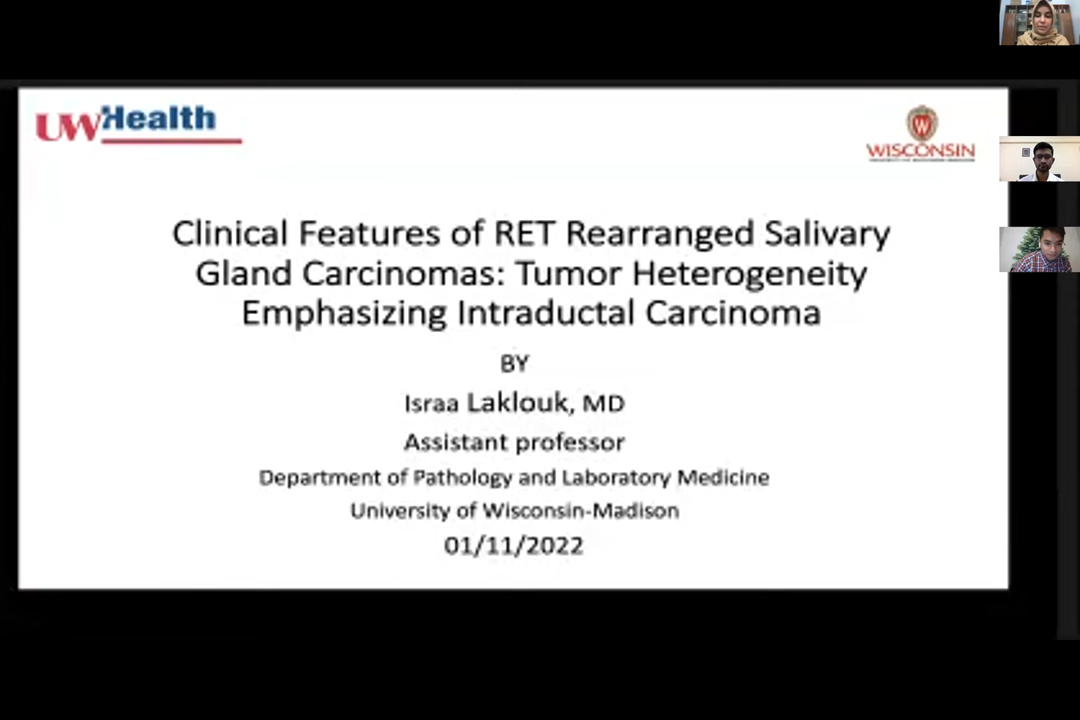 UWHealth
WISCONSIN
Clinical Features of RET Rearranged Salivary
Gland Carcinomas: Tumor Heterogeneity
Emphasizing Intraductal Carcinoma
BY
Israa Laklouk, MD
Assistant professor
Department of Pathology and Laboratory Medicine
University of Wisconsin-Madison
01/11/2022